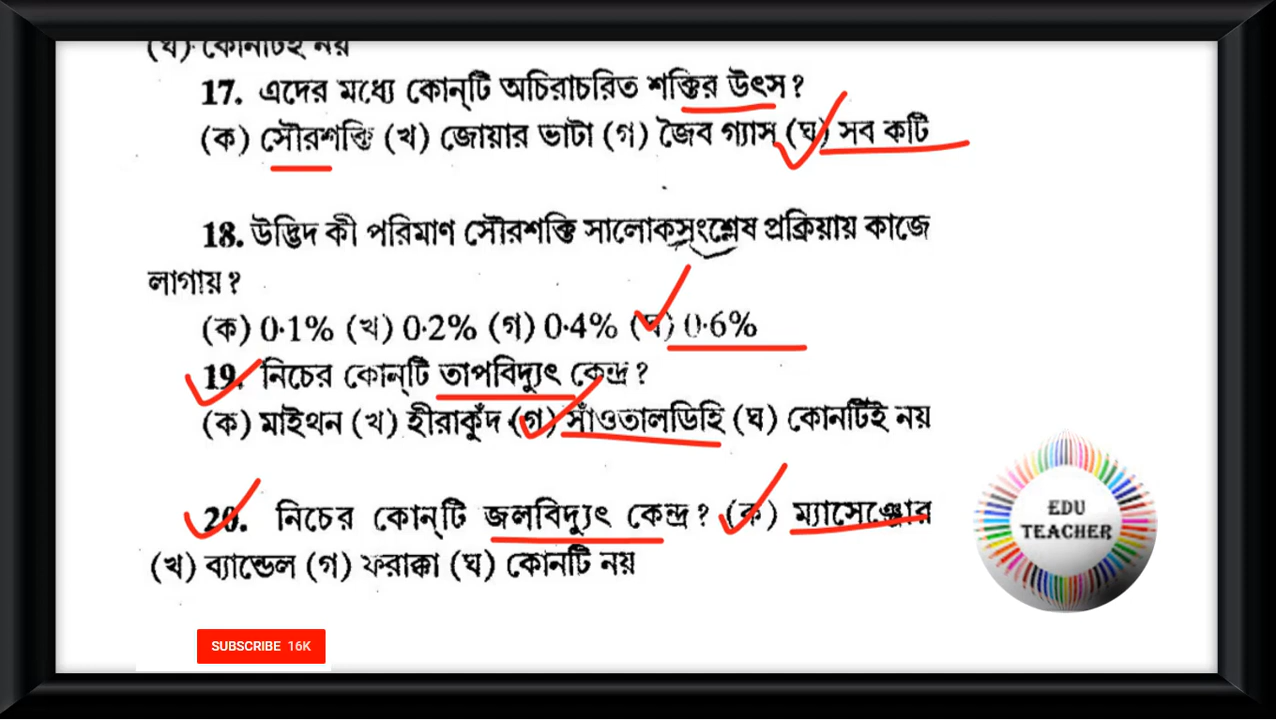 (ঘ) কোনটিই নয়
17. এদের মধ্যে কোন্‌টি অচিরাচরিত শক্তির উৎস?
(ক) সৌরশক্তি (খ) জোয়ার ভাটা (গ) জৈব গ্যাস (ঘ) সব কটি
18. উদ্ভিদ কী পরিমাণ সৌরশক্তি সালোকসংশ্লেষ প্রক্রিয়ায় কাজে
লাগায়?
(ক) 0·1% (খ) 0·2% (গ) 0·4% (ঘ) 0·6%
19. নিচের কোন্‌টি তাপবিদ্যুৎ কেন্দ্র?
(ক) মাইথন (খ) হীরাকুঁদ (গ) সাঁওতালডিহি (ঘ) কোনটিই নয়
20. নিচের কোন্‌টি জলবিদ্যুৎ কেন্দ্র? (ক) ম্যাসেঞ্জোর
(খ) ব্যান্ডেল (গ) ফরাক্কা (ঘ) কোনটি নয়
EDU
TEACHER
SUBSCRIBE 16K